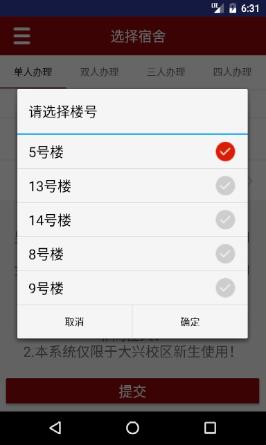 6:31
选择宿舍
单人办理 双人办理 三人办理 四人办理
请选择楼号
5号楼
13号楼
14号楼
8号楼
9号楼
取消 确定
2.本系统仅限于大兴校区新生使用！
提交